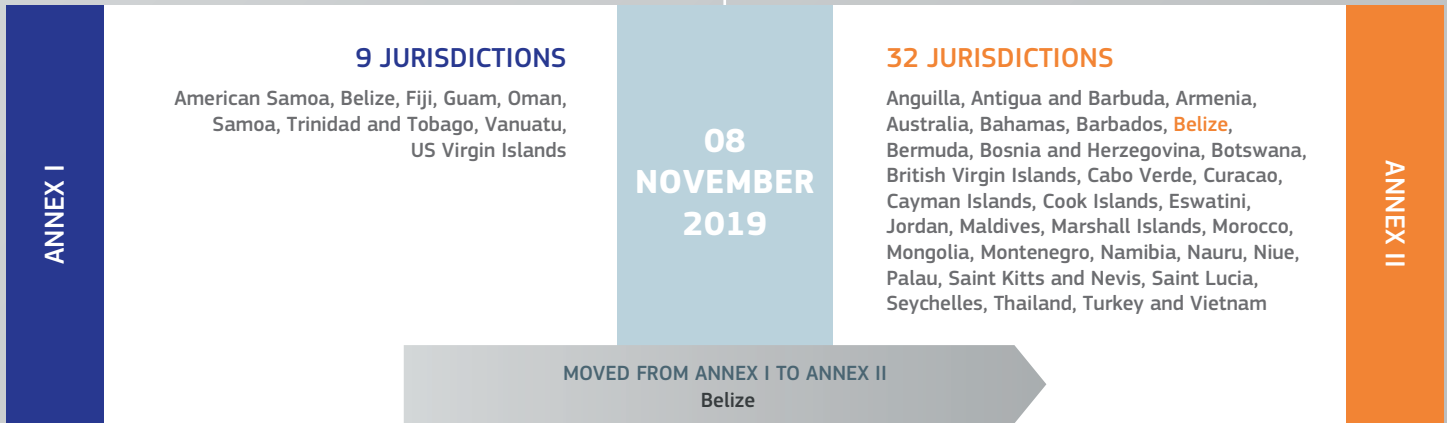 ANNEX I
9 JURISDICTIONS
American Samoa, Belize, Fiji, Guam, Oman,
Samoa, Trinidad and Tobago, Vanuatu,
US Virgin Islands
08
NOVEMBER
2019
32 JURISDICTIONS
Anguilla, Antigua and Barbuda, Armenia,
Australia, Bahamas, Barbados, Belize,
Bermuda, Bosnia and Herzegovina, Botswana,
British Virgin Islands, Cabo Verde, Curacao,
Cayman Islands, Cook Islands, Eswatini,
Jordan, Maldives, Marshall Islands, Morocco,
Mongolia, Montenegro, Namibia, Nauru, Niue,
Palau, Saint Kitts and Nevis, Saint Lucia,
Seychelles, Thailand, Turkey and Vietnam
ANNEX II
MOVED FROM ANNEX I TO ANNEX II
Belize